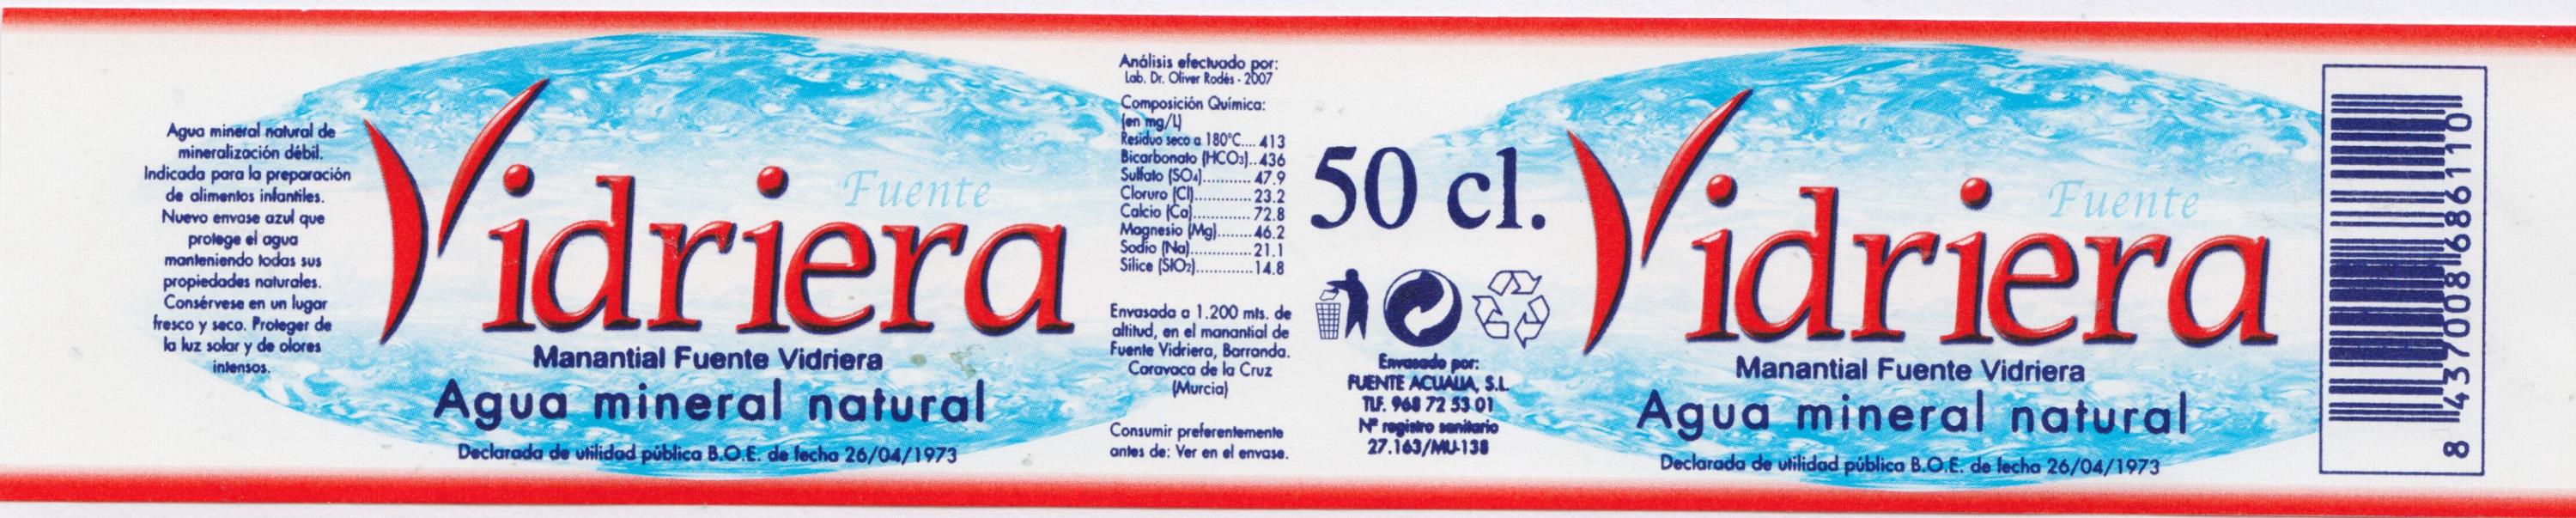 Agua mineral natural de
mineralización débil.
Indicada para la preparación
de alimentos infantiles.
Nuevo envase azul que
protege el agua
manteniendo todas sus
propiedades naturales.
Consérvese en un lugar
fresco y seco. Proteger de
la luz solar y de olores
intensos.
Fuente
Vidriera
Manantial Fuente Vidriera
Agua mineral natural
Declarada de utilidad pública B.O.E. de fecha 26/04/1973
Análisis efectuado por:
Lab. Dr. Oliver Rodés - 2007
Composición Química:
(en mg/L)
Residuo seco a 180°C.... 413
Bicarbonato (HCO3)..436
Sulfato (SO4)........... 47.9
Cloruro (Cl)............. 23.2
Calcio (Ca)............. 72.8
Magnesio (Mg)....... 46.2
Sodio (Na).............. 21.1
Sílice (SIO2)............. 14.8
Envasada a 1.200 mts. de
altitud, en el manantial de
Fuente Vidriera, Barranda.
Caravaca de la Cruz
(Murcia)
Consumir preferentemente
antes de: Ver en el envase.
50 cl.
Envasado por:
FUENTE ACUALIA, S.L.
TLF. 968 72 53 01
Nº registro sanitario
27.163/MU-138
Fuente
Vidriera
Manantial Fuente Vidriera
Agua mineral natural
Declarada de utilidad pública B.O.E. de fecha 26/04/1973
8 437008 686110